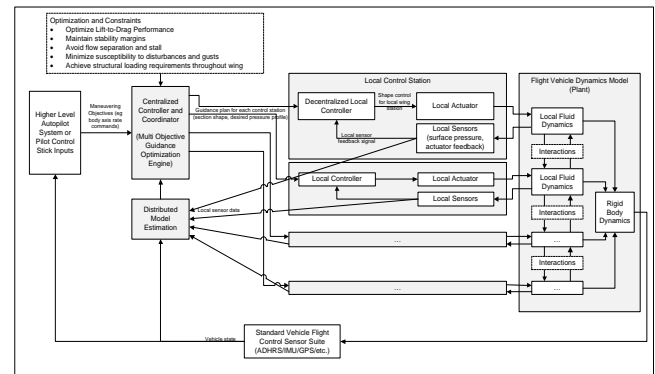 Optimization and Constraints
• Optimize Lift-to-Drag Performance
• Maintain stability margins
• Avoid flow separation and stall
• Minimize susceptibility to disturbances and gusts
• Achieve structural loading requirements throughout wing
Higher Level
Autopilot
System or
Pilot Control
Stick Inputs
Maneuvering
Objectives (eg
body axis rate
commands)
Centralized
Controller and
Coordinator
(Multi Objective
Guidance
Optimization
Engine)
Guidance plan for each control station
(section shape, desired pressure profile)
Distributed
Model
Estimation
Local sensor data
Local Control Station
Decentralized Local
Controller
Shape control
for local wing
station
Local Actuator
Local sensor
feedback signal
Local Sensors
(surface pressure,
actuator feedback)
Local Controller
Local Actuator
Local Sensors
...
...
Flight Vehicle Dynamics Model
(Plant)
Local Fluid
Dynamics
Interactions
Local Fluid
Dynamics
Interactions
...
Interactions
...
Rigid
Body
Dynamics
Vehicle state
Standard Vehicle Flight
Control Sensor Suite
(ADHRS/IMU/GPS/etc.)